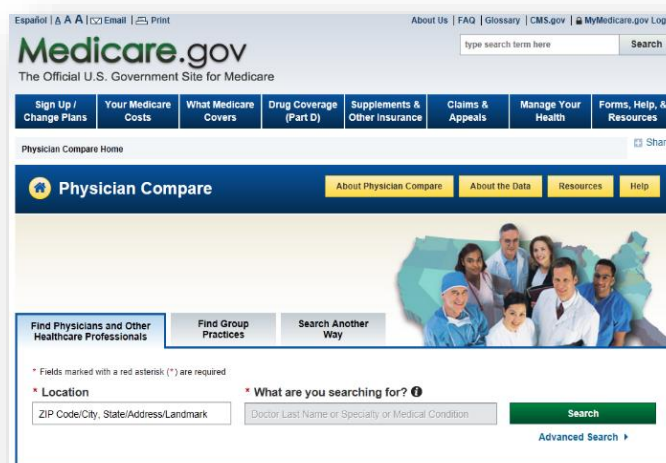 Español | A A A | Email | Print
About Us | FAQ | Glossary | CMS.gov | MyMedicare.gov Log
Medicare.gov
type search term here
Search
The Official U.S. Government Site for Medicare
Sign Up / Change Plans
Your Medicare Costs
What Medicare Covers
Drug Coverage (Part D)
Supplements & Other Insurance
Claims & Appeals
Manage Your Health
Forms, Help, & Resources
Physician Compare Home
Shar
Physician Compare
About Physician Compare
About the Data
Resources
Help
Find Physicians and Other Healthcare Professionals
Find Group Practices
Search Another Way
* Fields marked with a red asterisk (*) are required
* Location
* What are you searching for?
ZIP Code/City, State/Address/Landmark
Doctor Last Name or Specialty or Medical Condition
Search
Advanced Search